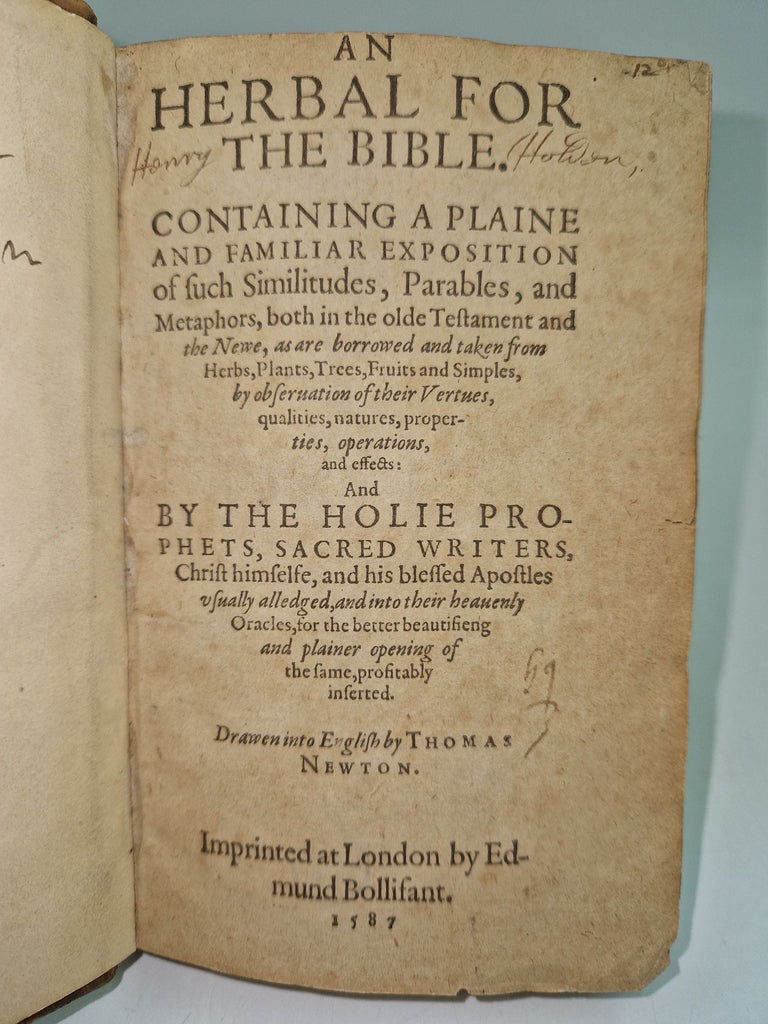 AN
HERBAL FOR
Henry THE BIBLE. Holden,
CONTAINING A PLAINE
AND FAMILIAR EXPOSITION
of ſuch Similitudes, Parables, and
Metaphors, both in the olde Teſtament and
the Newe, as are borrowed and taken from
Herbs,Plants,Trees,Fruits and Simples,
by obſeruation of their Vertues,
qualities,natures,proper-
ties, operations,
and effects:
And
BY THE HOLIE PRO-
PHETS, SACRED WRITERS,
Chriſt himſelfe, and his bleſſed Apoſtles
vſually alledged,and into their heauenly
Oracles,for the better beautifieng
and plainer opening of
the ſame,profitably
inſerted.
Drawen into Engliſh by THOMAS
NEWTON.
Imprinted at London by Ed-
mund Bollifant.
1587